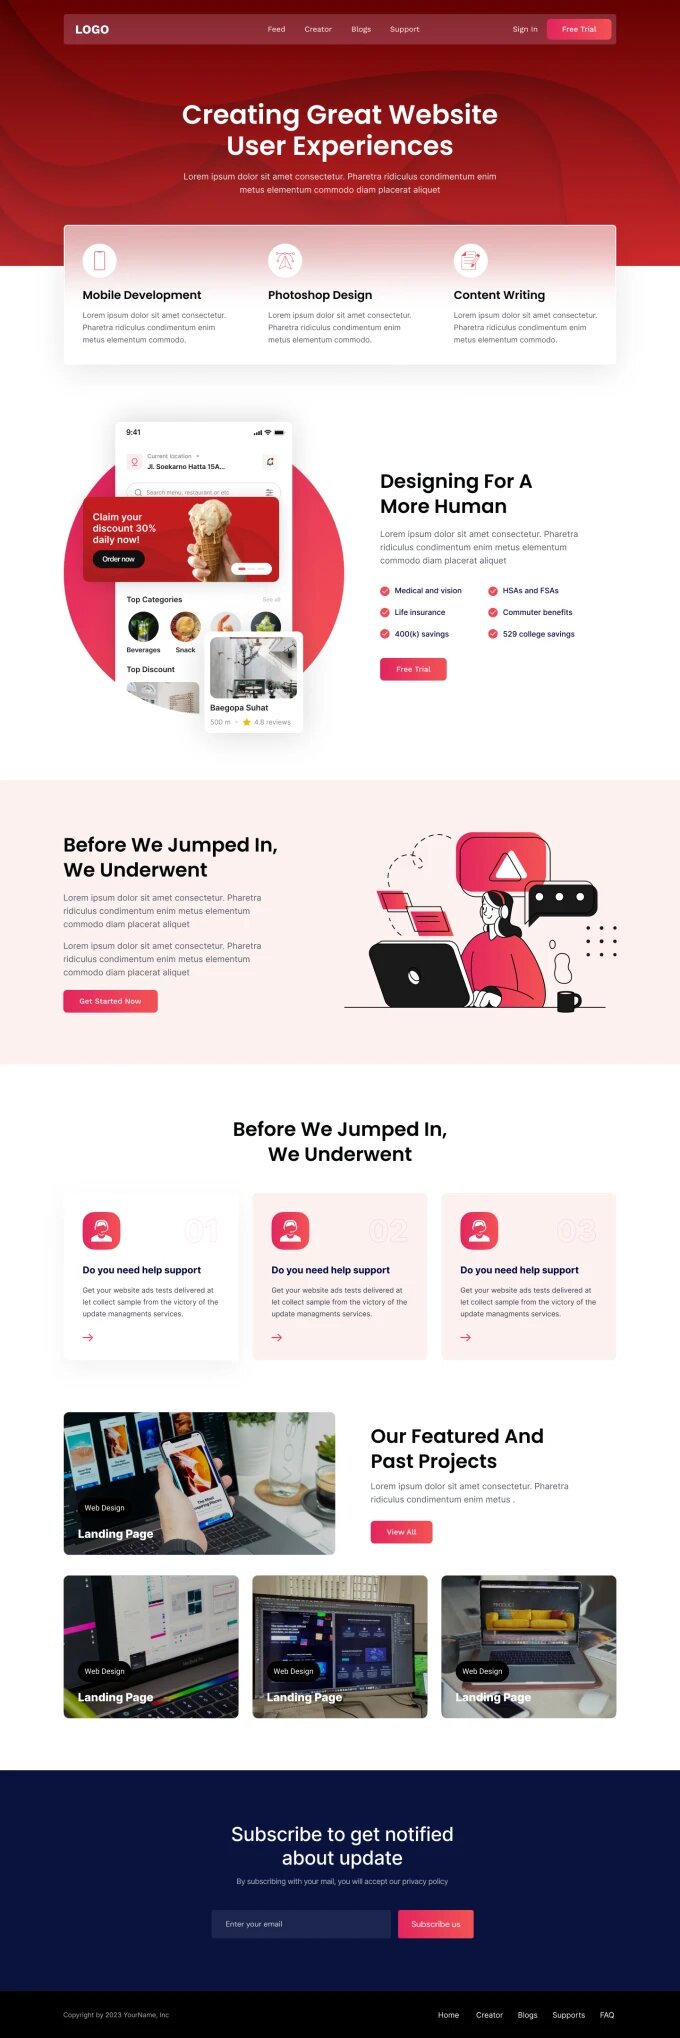 LOGO
Feed
Creator
Blogs
Support
Sign In
Free Trial
Creating Great Website
User Experiences
Lorem ipsum dolor sit amet consectetur. Pharetra ridiculus condimentum enim
metus elementum commodo diam placerat aliquet
Mobile Development
Lorem ipsum dolor sit amet consectetur.
Pharetra ridiculus condimentum enim
metus elementum commodo.
Photoshop Design
Lorem ipsum dolor sit amet consectetur.
Pharetra ridiculus condimentum enim
metus elementum commodo.
Content Writing
Lorem ipsum dolor sit amet consectetur.
Pharetra ridiculus condimentum enim
metus elementum commodo.
9:41
Current location
Jl. Soekarno Hatta 15A...
Search menu, restaurant or etc
Claim your
discount 30%
daily now!
Order now
Top Categories
See all
Beverages
Snack
Top Discount
Baegopa Suhat
500 m
4.8 reviews
Designing For A
More Human
Lorem ipsum dolor sit amet consectetur. Pharetra
ridiculus condimentum enim metus elementum
commodo diam placerat aliquet
Medical and vision
HSAs and FSAs
Life insurance
Commuter benefits
400(k) savings
529 college savings
Free Trial
Before We Jumped In,
We Underwent
Lorem ipsum dolor sit amet consectetur. Pharetra
ridiculus condimentum enim metus elementum
commodo diam placerat aliquet
Lorem ipsum dolor sit amet consectetur. Pharetra
ridiculus condimentum enim metus elementum
commodo diam placerat aliquet
Get Started Now
Before We Jumped In,
We Underwent
01
Do you need help support
Get your website ads tests delivered at
let collect sample from the victory of the
update managments services.
02
Do you need help support
Get your website ads tests delivered at
let collect sample from the victory of the
update managments services.
03
Do you need help support
Get your website ads tests delivered at
let collect sample from the victory of the
update managments services.
Web Design
Landing Page
Our Featured And
Past Projects
Lorem ipsum dolor sit amet consectetur. Pharetra
ridiculus condimentum enim metus .
View All
Web Design
Landing Page
Web Design
Landing Page
PRODUCT
Web Design
Landing Page
Subscribe to get notified
about update
By subscribing with your mail, you will accept our privacy policy
Enter your email
Subscribe us
Copyright by 2023 YourName, Inc
Home
Creator
Blogs
Supports
FAQ